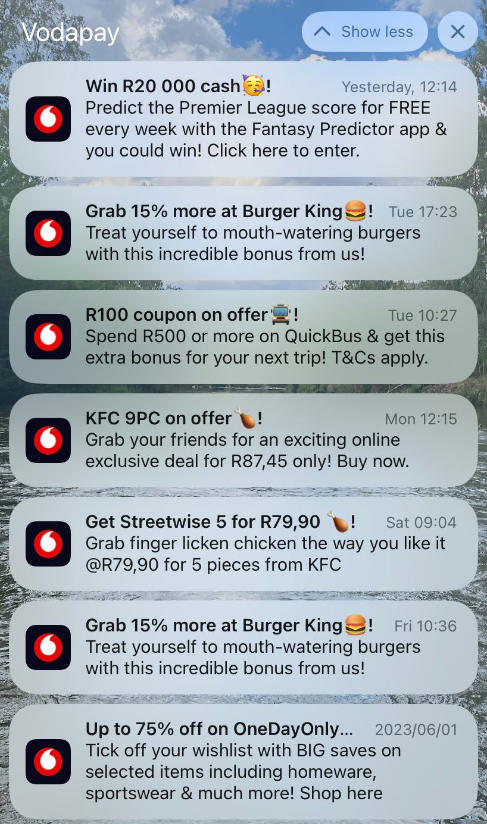 Vodapay
Show less
Win R20 000 cash🥳!
Yesterday, 12:14
Predict the Premier League score for FREE
every week with the Fantasy Predictor app &
you could win! Click here to enter.
Grab 15% more at Burger King🍔!
Tue 17:23
Treat yourself to mouth-watering burgers
with this incredible bonus from us!
R100 coupon on offer🚍!
Tue 10:27
Spend R500 or more on QuickBus & get this
extra bonus for your next trip! T&Cs apply.
KFC 9PC on offer🍗!
Mon 12:15
Grab your friends for an exciting online
exclusive deal for R87,45 only! Buy now.
Get Streetwise 5 for R79,90 🍗!
Sat 09:04
Grab finger licken chicken the way you like it
@R79,90 for 5 pieces from KFC
Grab 15% more at Burger King🍔!
Fri 10:36
Treat yourself to mouth-watering burgers
with this incredible bonus from us!
Up to 75% off on OneDayOnly...
2023/06/01
Tick off your wishlist with BIG saves on
selected items including homeware,
sportswear & much more! Shop here